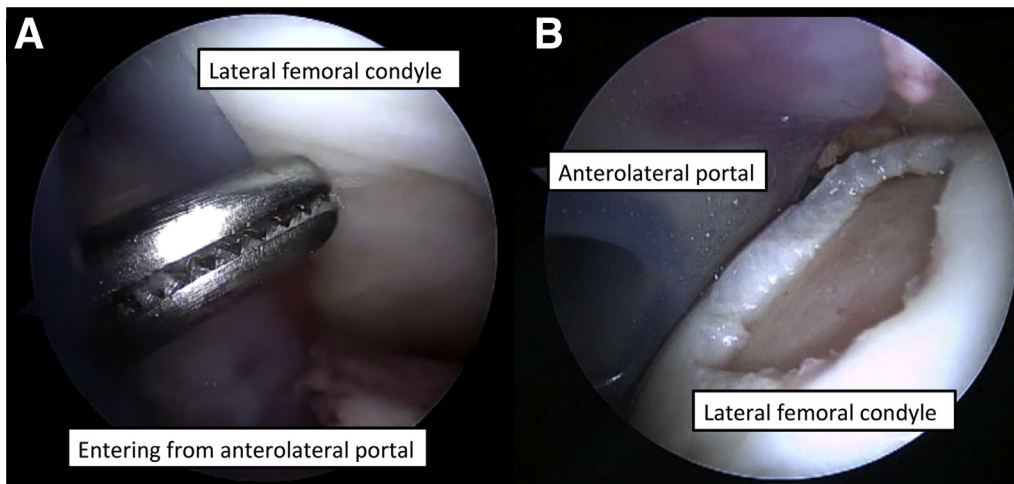 A
Lateral femoral condyle
Entering from anterolateral portal
B
Anterolateral portal
Lateral femoral condyle